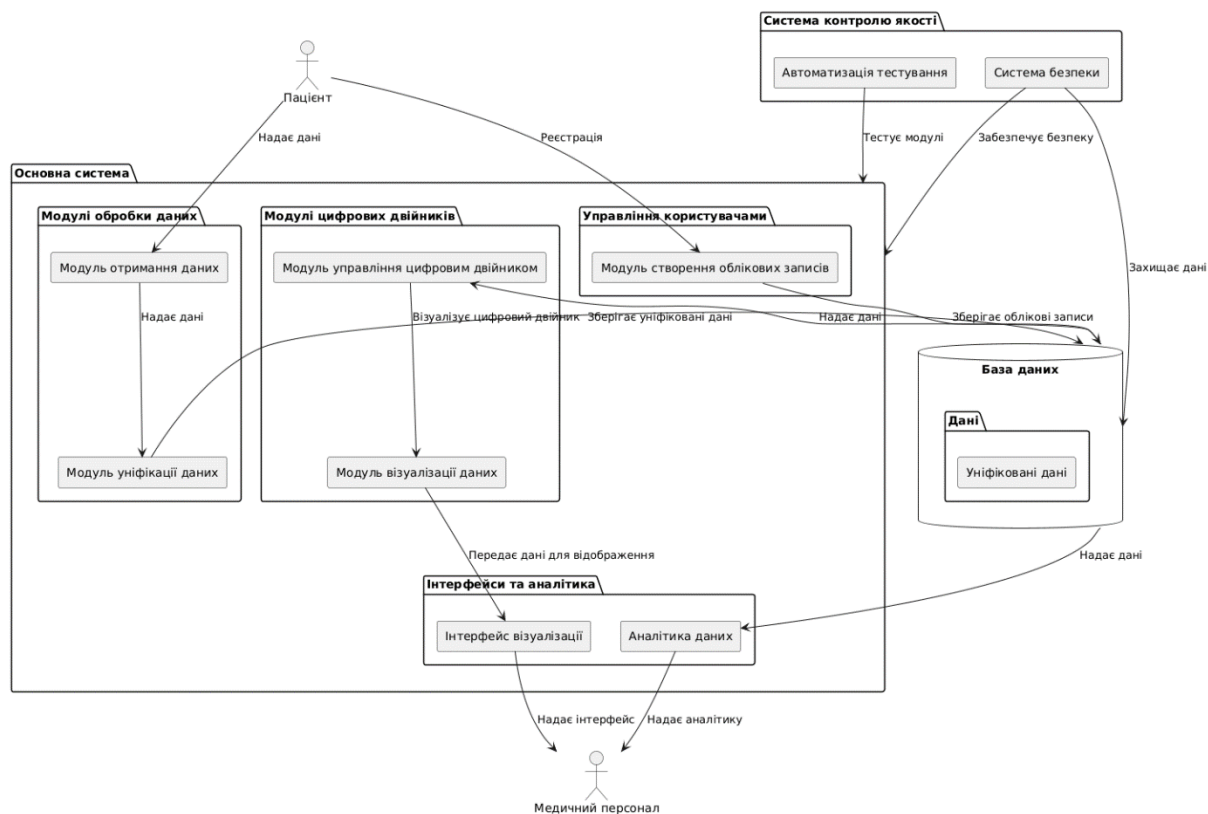 Система контролю якості
Автоматизація тестування
Система безпеки
Пацієнт
Надає дані
Реєстрація
Тестує модулі
Забезпечує безпеку
Основна система
Модулі обробки даних
Модулі цифрових двійників
Управління користувачами
Модуль отримання даних
Модуль управління цифровим двійником
Модуль створення облікових записів
Захищає дані
Надає дані
Візуалізує цифровий двійник
Зберігає уніфіковані дані
Надає дані
Зберігає облікові записи
База даних
Дані
Уніфіковані дані
Модуль уніфікації даних
Модуль візуалізації даних
Передає дані для відображення
Надає дані
Інтерфейси та аналітика
Інтерфейс візуалізації
Аналітика даних
Надає інтерфейс
Надає аналітику
Медичний персонал